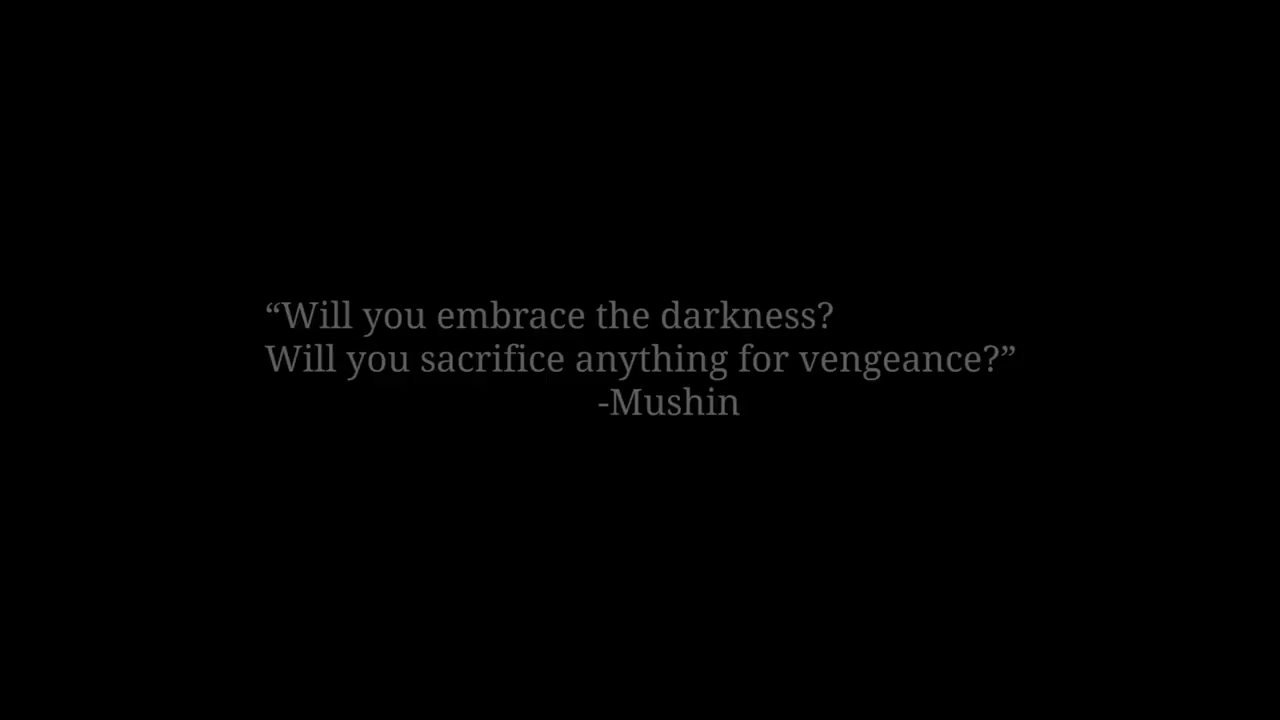 “Will you embrace the darkness?
Will you sacrifice anything for vengeance?”
-Mushin